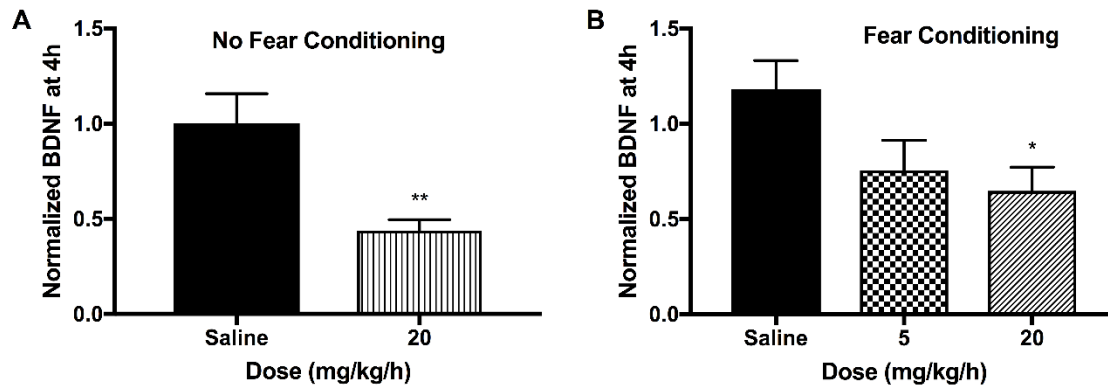 A
No Fear Conditioning
Normalized BDNF at 4h
1.5
1.0
0.5
0.0
**
Saline
20
Dose (mg/kg/h)
B
Fear Conditioning
Normalized BDNF at 4h
1.5
1.0
0.5
0.0
*
Saline
5
20
Dose (mg/kg/h)